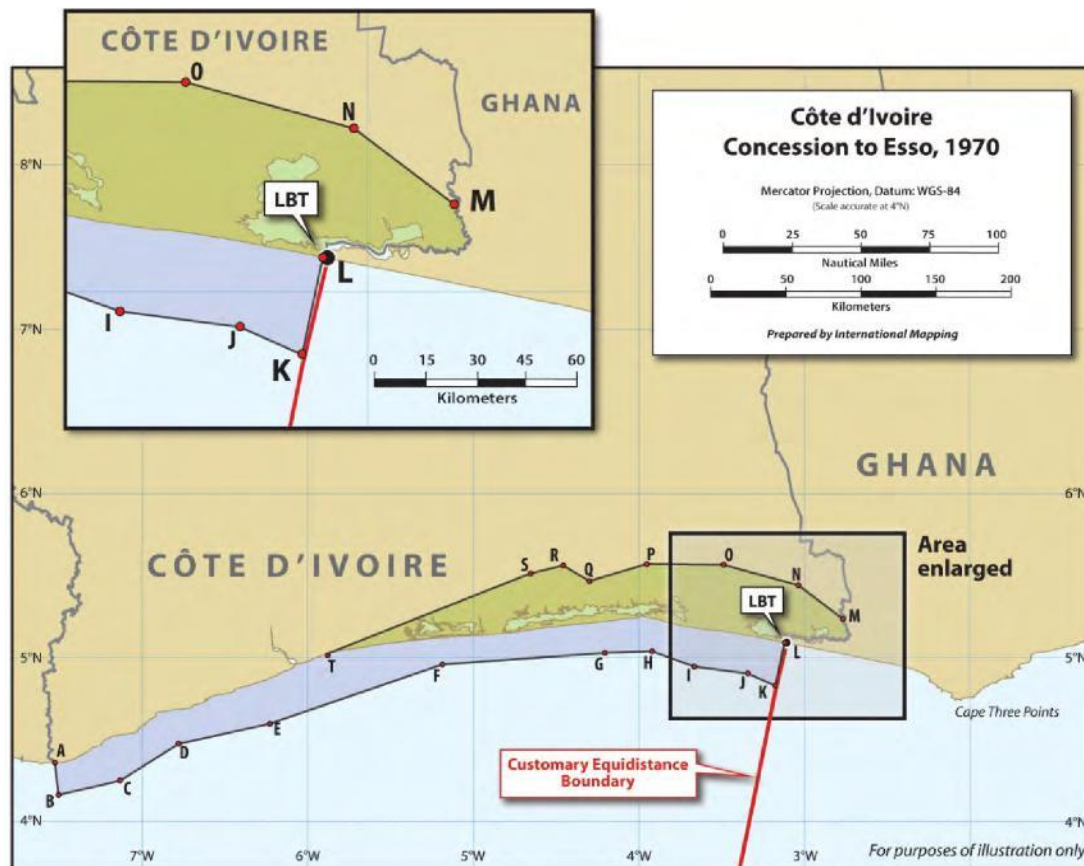 CÔTE D'IVOIRE
GHANA
O
N
M
LBT
L
I
J
K
0 15 30 45 60
Kilometers
Côte d'Ivoire
Concession to Esso, 1970
Mercator Projection, Datum: WGS-84
(Scale accurate at 4°N)
0 25 50 75 100
Nautical Miles
0 50 100 150 200
Kilometers
Prepared by International Mapping
8°N
7°N
6°N
6°N
GHANA
CÔTE D'IVOIRE
Area
enlarged
S
R
Q
P
O
N
M
LBT
L
T
5°N
5°N
F
G
H
I
J
K
Cape Three Points
E
D
A
B
C
Customary Equidistance
Boundary
4°N
4°N
7°W
6°W
5°W
4°W
3°W
For purposes of illustration only